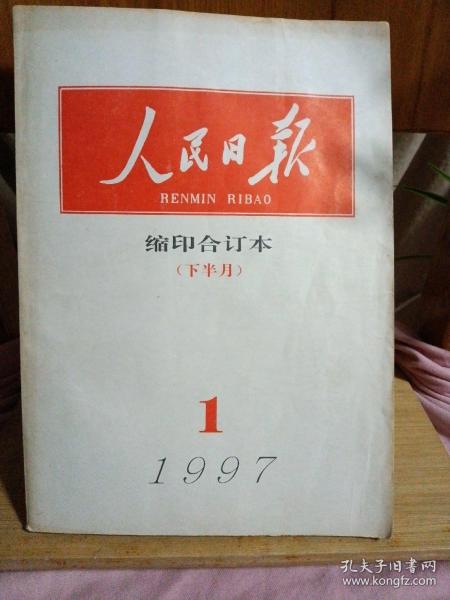 人民日报
RENMIN RIBAO
缩印合订本
(下半月)
1
1997
孔夫子旧书网
www.kongfz.com